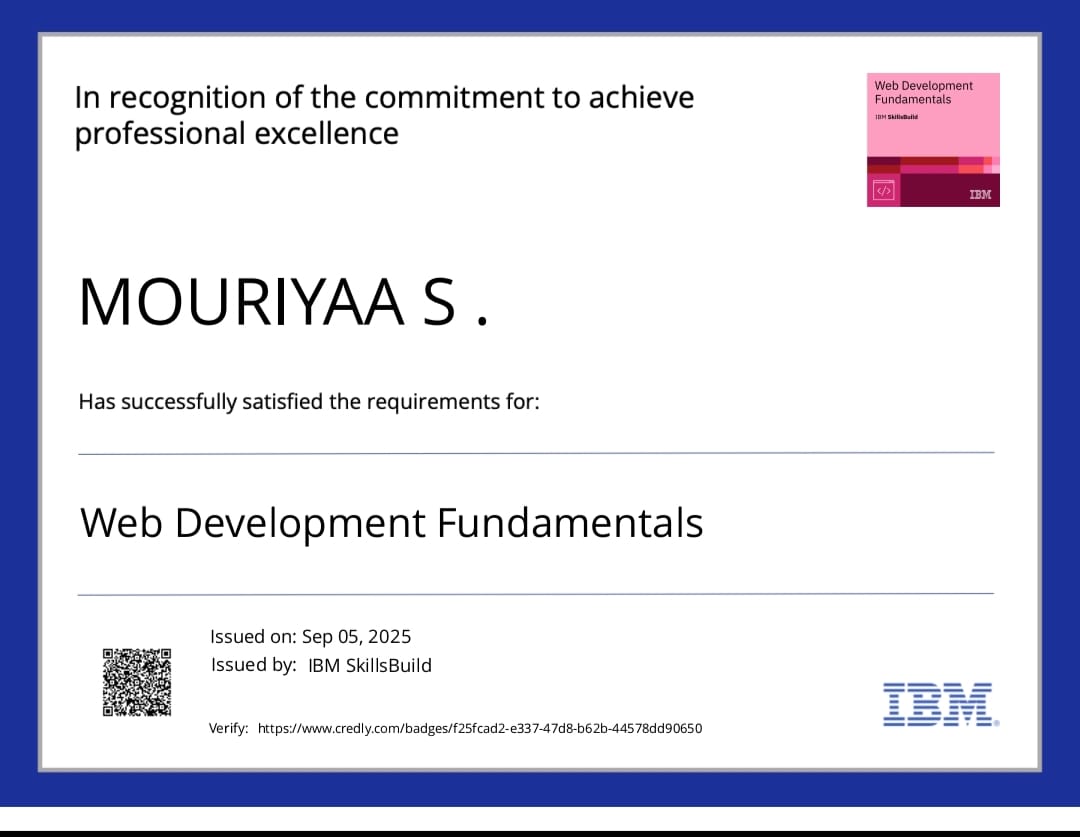 In recognition of the commitment to achieve
professional excellence
Web Development
Fundamentals
IBM SkillsBuild
</>
IBM
MOURIYAA S .
Has successfully satisfied the requirements for:
Web Development Fundamentals
Issued on: Sep 05, 2025
Issued by: IBM SkillsBuild
Verify: https://www.credly.com/badges/f25fcad2-e337-47d8-b62b-44578dd90650
IBM®